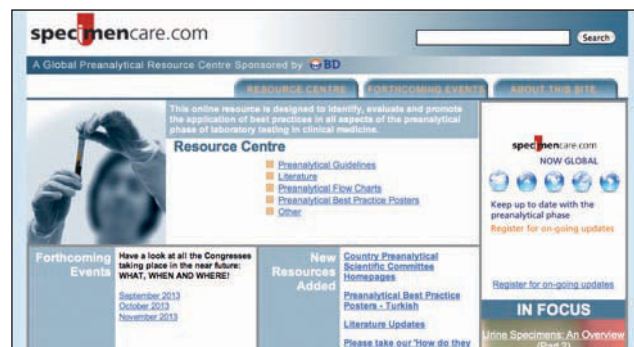 specimencare.com
Search
A Global Preanalytical Resource Centre Sponsored by BD
RESOURCE CENTRE
FORTHCOMING EVENTS
ABOUT THIS SITE
This online resource is designed to identify, evaluate and promote
the application of best practices in all aspects of the preanalytical
phase of laboratory testing in clinical medicine.
Resource Centre
Preanalytical Guidelines
Literature
Preanalytical Flow Charts
Preanalytical Best Practice Posters
Other
specimencare.com
NOW GLOBAL
Keep up to date with the
preanalytical phase
Register for on-going updates
Register for on-going updates
Forthcoming
Events
Have a look at all the Congresses
taking place in the near future:
WHAT, WHEN AND WHERE!
September 2013
October 2013
November 2013
New
Resources
Added
Country Preanalytical
Scientific Committee
Homepages
Preanalytical Best Practice
Posters - Turkish
Literature Updates
Please take our 'How do they
IN FOCUS
Urine Specimens: An Overview
(Part 2)